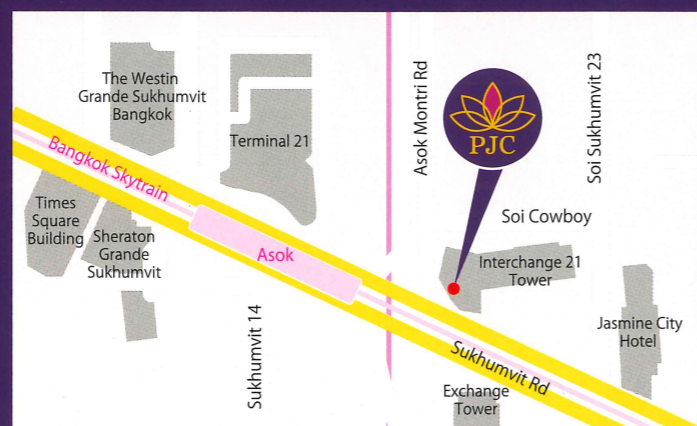 The Westin
Grande Sukhumvit
Bangkok
Terminal 21
Asok Montri Rd
PJC
Soi Sukhumvit 23
Bangkok Skytrain
Times
Square
Building
Sheraton
Grande
Sukhumvit
Asok
Soi Cowboy
Interchange 21
Tower
Sukhumvit 14
Sukhumvit Rd
Jasmine City
Hotel
Exchange
Tower